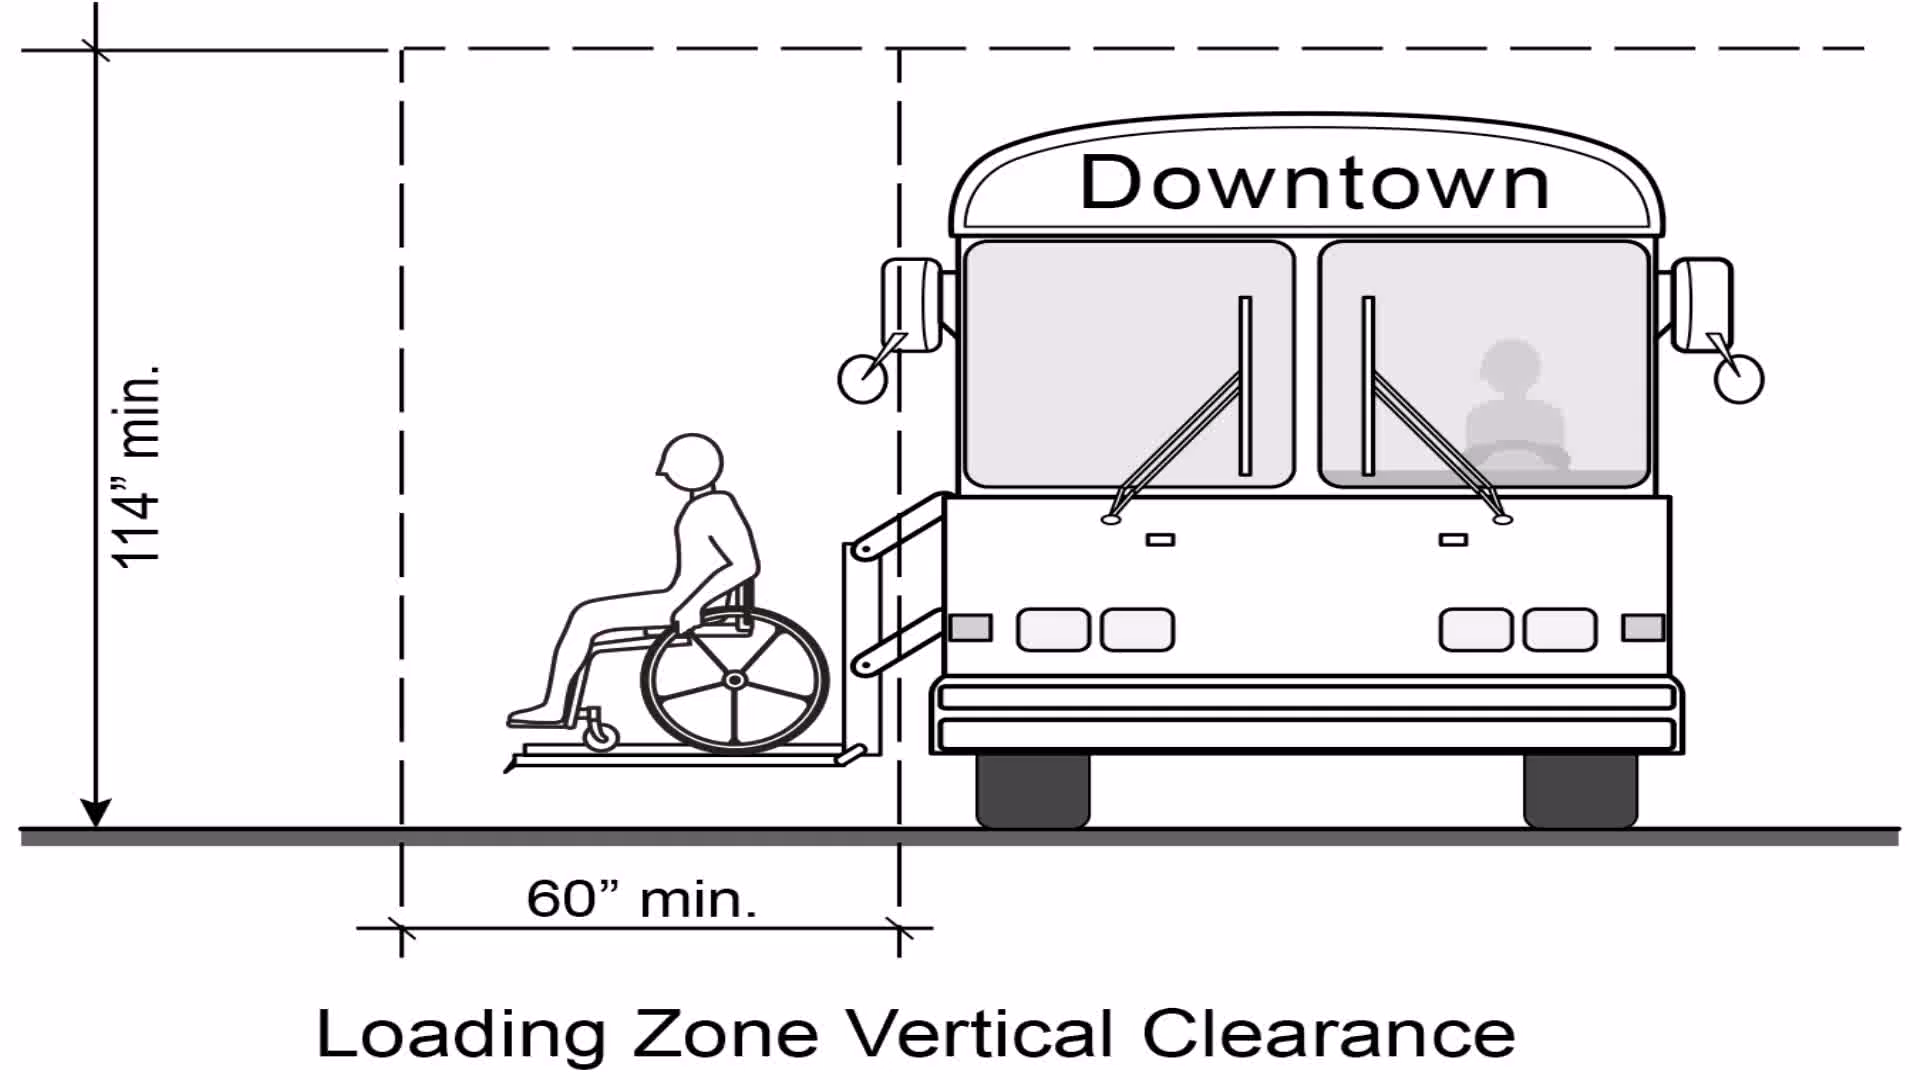 Downtown
114” min.
60” min.
Loading Zone Vertical Clearance